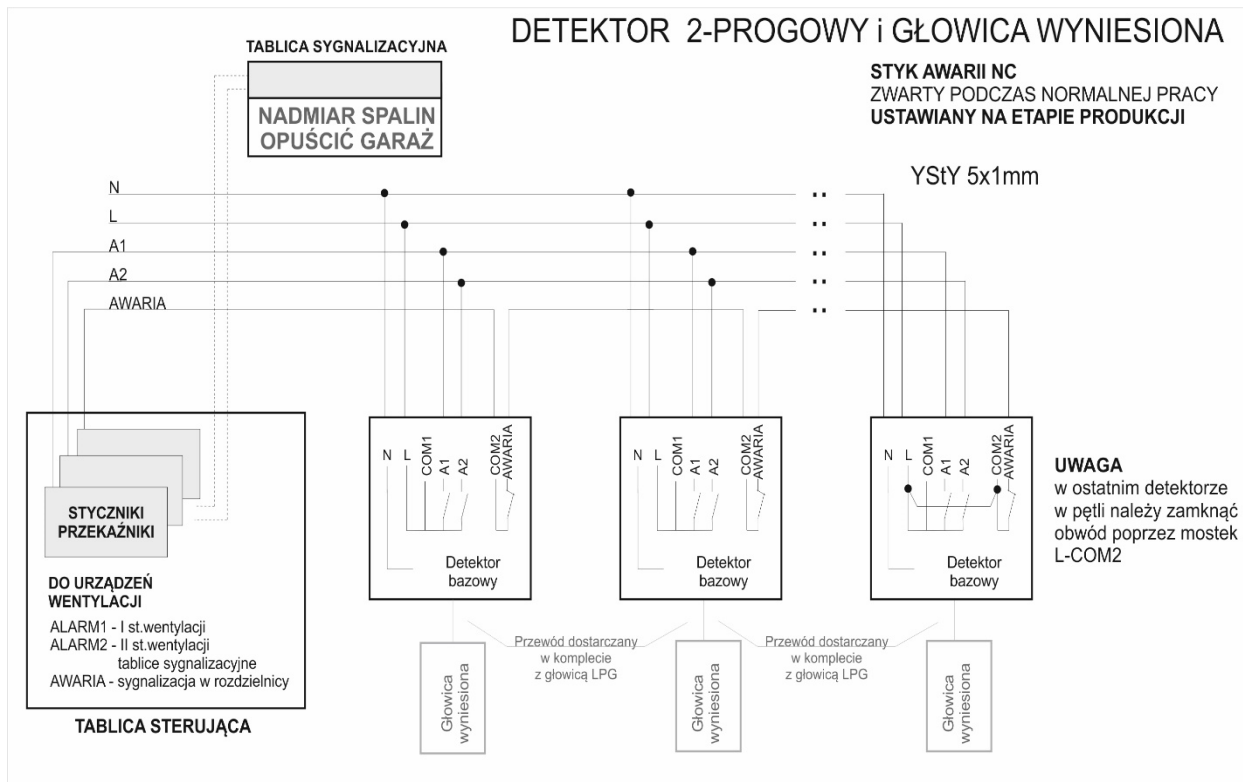 DETEKTOR 2-PROGOWY i GŁOWICA WYNIESIONA
TABLICA SYGNALIZACYJNA
NADMIAR SPALIN
OPUŚCIĆ GARAŻ
STYK AWARII NC
ZWARTY PODCZAS NORMALNEJ PRACY
USTAWIANY NA ETAPIE PRODUKCJI
YStY 5x1mm
N
L
A1
A2
AWARIA
STYCZNIKI
PRZEKAŹNIKI
DO URZĄDZEŃ
WENTYLACJI
ALARM1 - I st.wentylacji
ALARM2 - II st.wentylacji
tablice sygnalizacyjne
AWARIA - sygnalizacja w rozdzielnicy
TABLICA STERUJĄCA
N
L
COM1
A1
A2
COM2
AWARIA
Detektor
bazowy
N
L
COM1
A1
A2
COM2
AWARIA
Detektor
bazowy
N
L
COM1
A1
A2
COM2
AWARIA
Detektor
bazowy
UWAGA
w ostatnim detektorze
w pętli należy zamknąć
obwód poprzez mostek
L-COM2
Głowica
wyniesiona
Przewód dostarczany
w komplecie
z głowicą LPG
Głowica
wyniesiona
Przewód dostarczany
w komplecie
z głowicą LPG
Głowica
wyniesiona